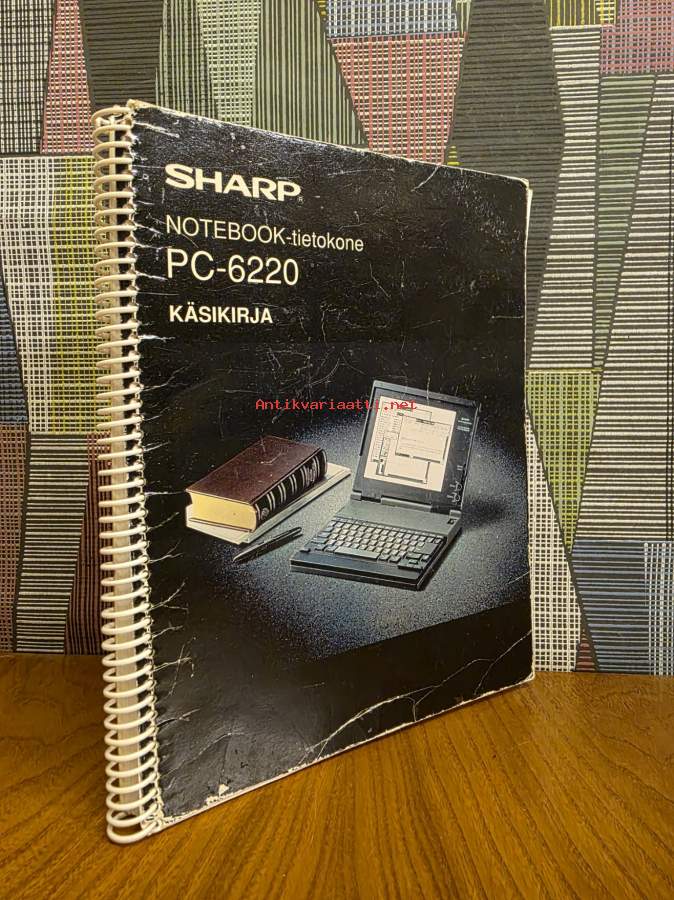 SHARP
NOTEBOOK-tietokone
PC-6220
KÄSIKIRJA
Antikvariaatti.net